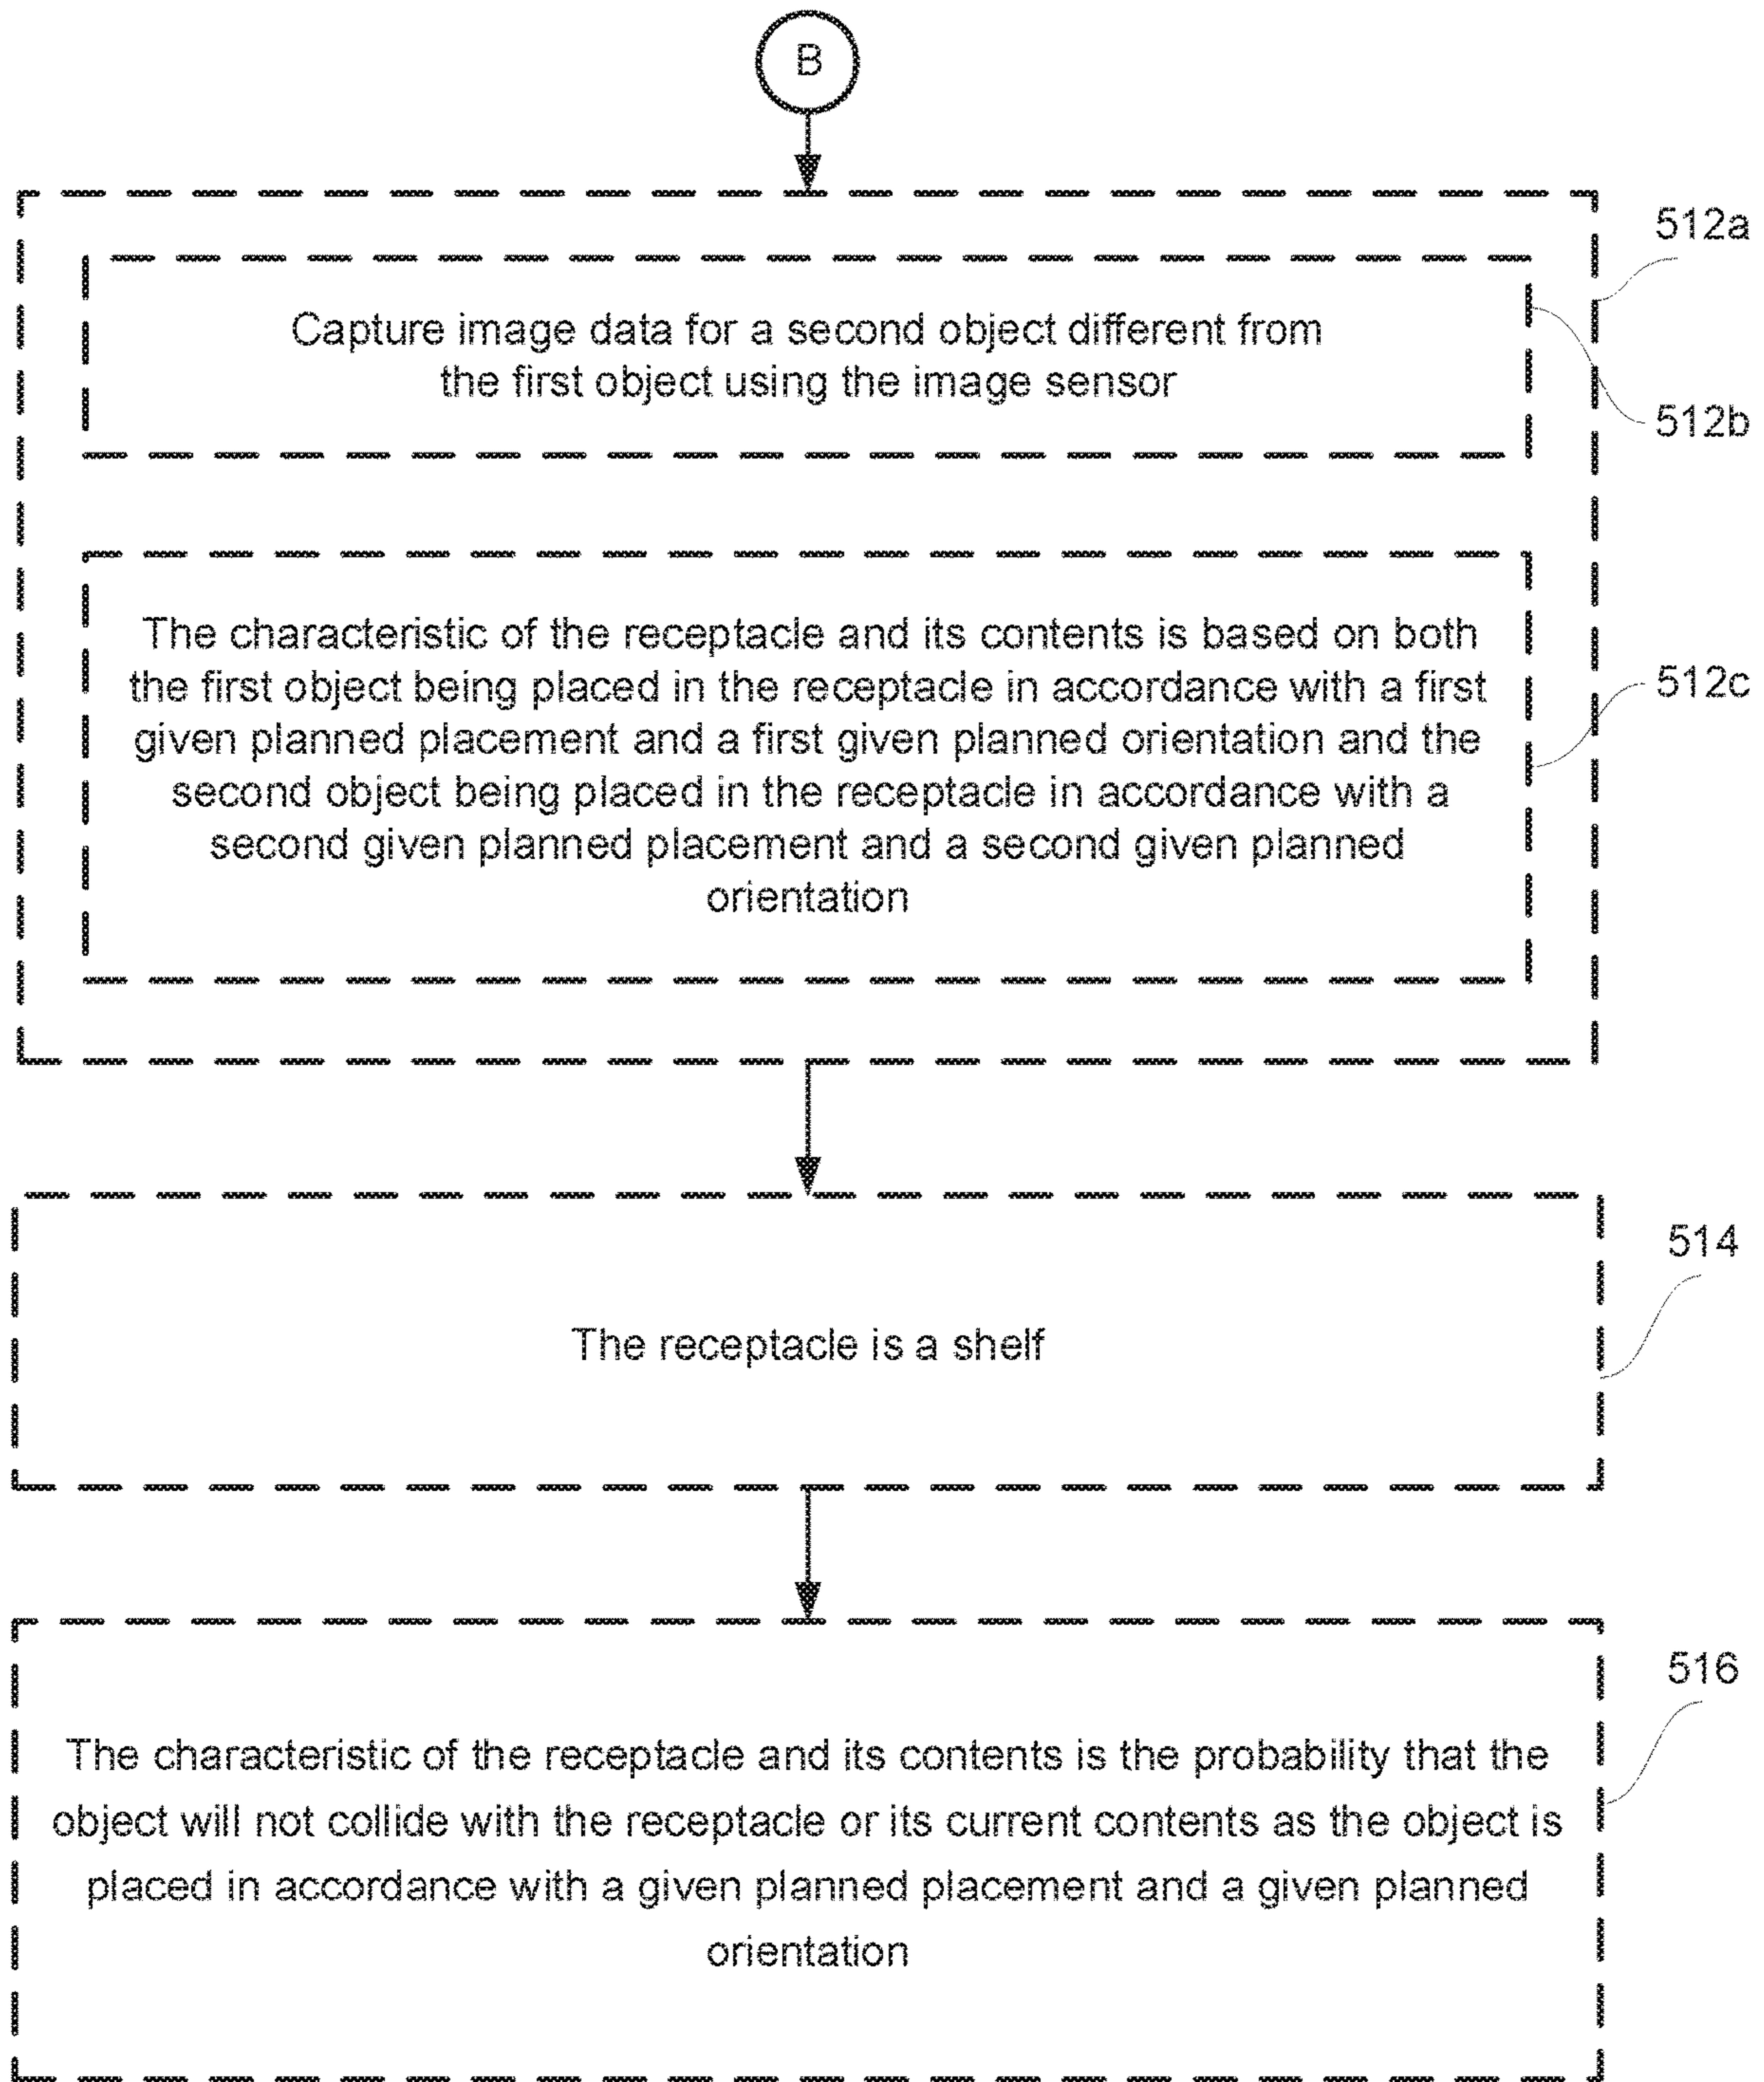 B
512a
Capture image data for a second object different from
the first object using the image sensor
512b
The characteristic of the receptacle and its contents is based on both
the first object being placed in the receptacle in accordance with a first
given planned placement and a first given planned orientation and the
second object being placed in the receptacle in accordance with a
second given planned placement and a second given planned
orientation
512c
The receptacle is a shelf
514
The characteristic of the receptacle and its contents is the probability that the
object will not collide with the receptacle or its current contents as the object is
placed in accordance with a given planned placement and a given planned
orientation
516